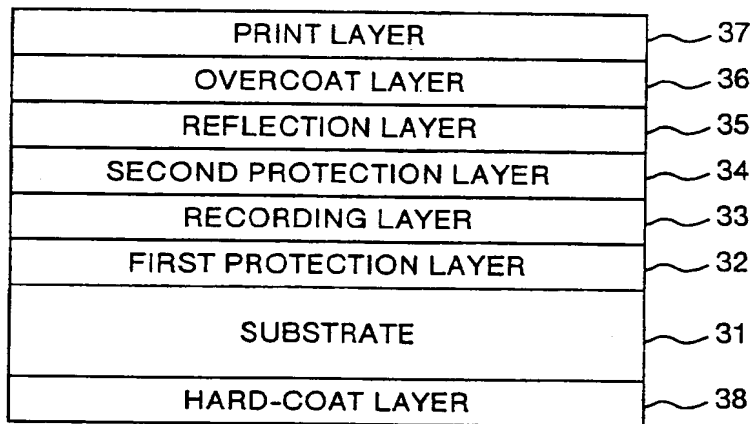 PRINT LAYER 37
OVERCOAT LAYER 36
REFLECTION LAYER 35
SECOND PROTECTION LAYER 34
RECORDING LAYER 33
FIRST PROTECTION LAYER 32
SUBSTRATE 31
HARD-COAT LAYER 38